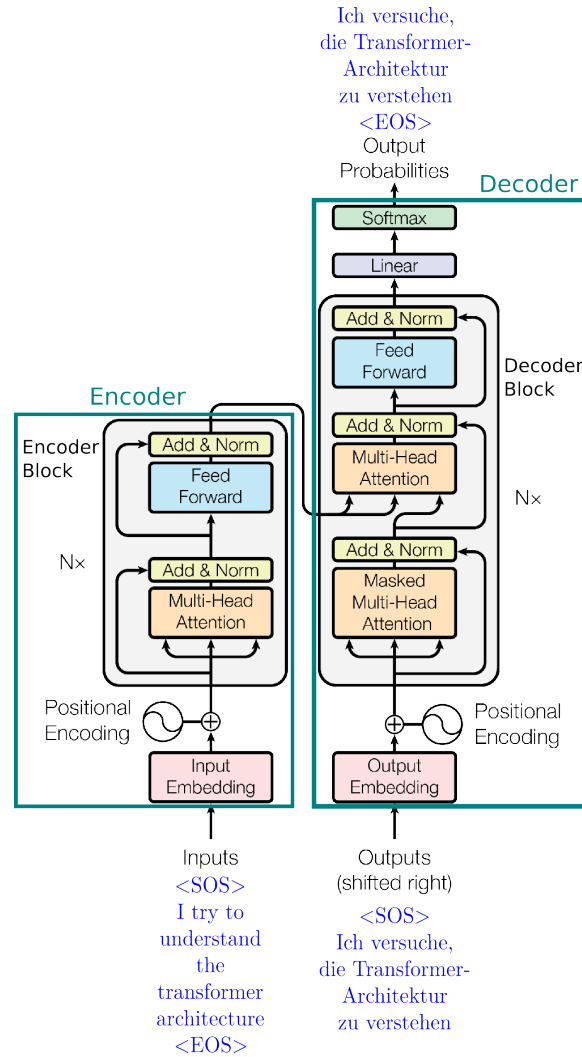 Ich versuche,
die Transformer-
Architektur
zu verstehen
<EOS>
Output
Probabilities
Decoder
Softmax
Linear
Add & Norm
Feed
Forward
Decoder
Block
Add & Norm
Multi-Head
Attention
N×
Add & Norm
Masked
Multi-Head
Attention
Positional
Encoding
Output
Embedding
Outputs
(shifted right)
<SOS>
Ich versuche,
die Transformer-
Architektur
zu verstehen
Encoder
Encoder
Block
Add & Norm
Feed
Forward
N×
Add & Norm
Multi-Head
Attention
Positional
Encoding
Input
Embedding
Inputs
<SOS>
I try to
understand
the
transformer
architecture
<EOS>